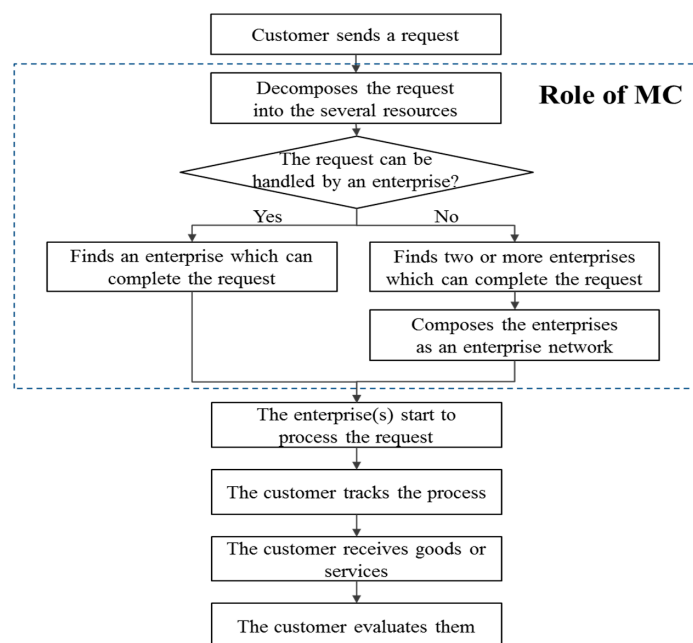 Customer sends a request
Decomposes the request
into the several resources
Role of MC
The request can be
handled by an enterprise?
Yes
No
Finds an enterprise which can
complete the request
Finds two or more enterprises
which can complete the request
Composes the enterprises
as an enterprise network
The enterprise(s) start to
process the request
The customer tracks the process
The customer receives goods or
services
The customer evaluates them